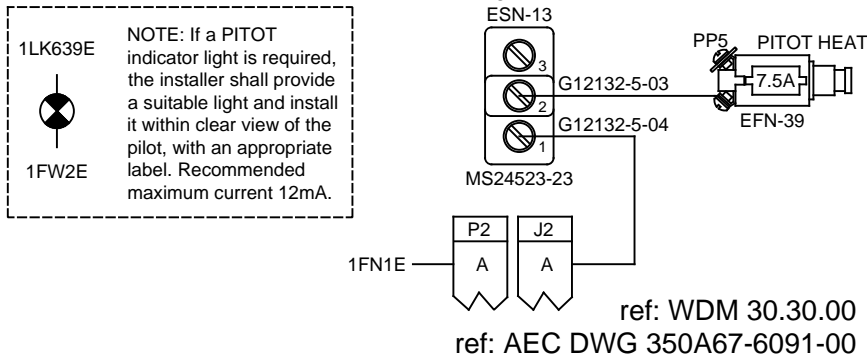 1LK639E
1FW2E
NOTE: If a PITOT
indicator light is required,
the installer shall provide
a suitable light and install
it within clear view of the
pilot, with an appropriate
label. Recommended
maximum current 12mA.
ESN-13
3
2
1
MS24523-23
G12132-5-03
G12132-5-04
PP5
PITOT HEAT
7.5A
EFN-39
P2
J2
1FN1E
A
A
ref: WDM 30.30.00
ref: AEC DWG 350A67-6091-00